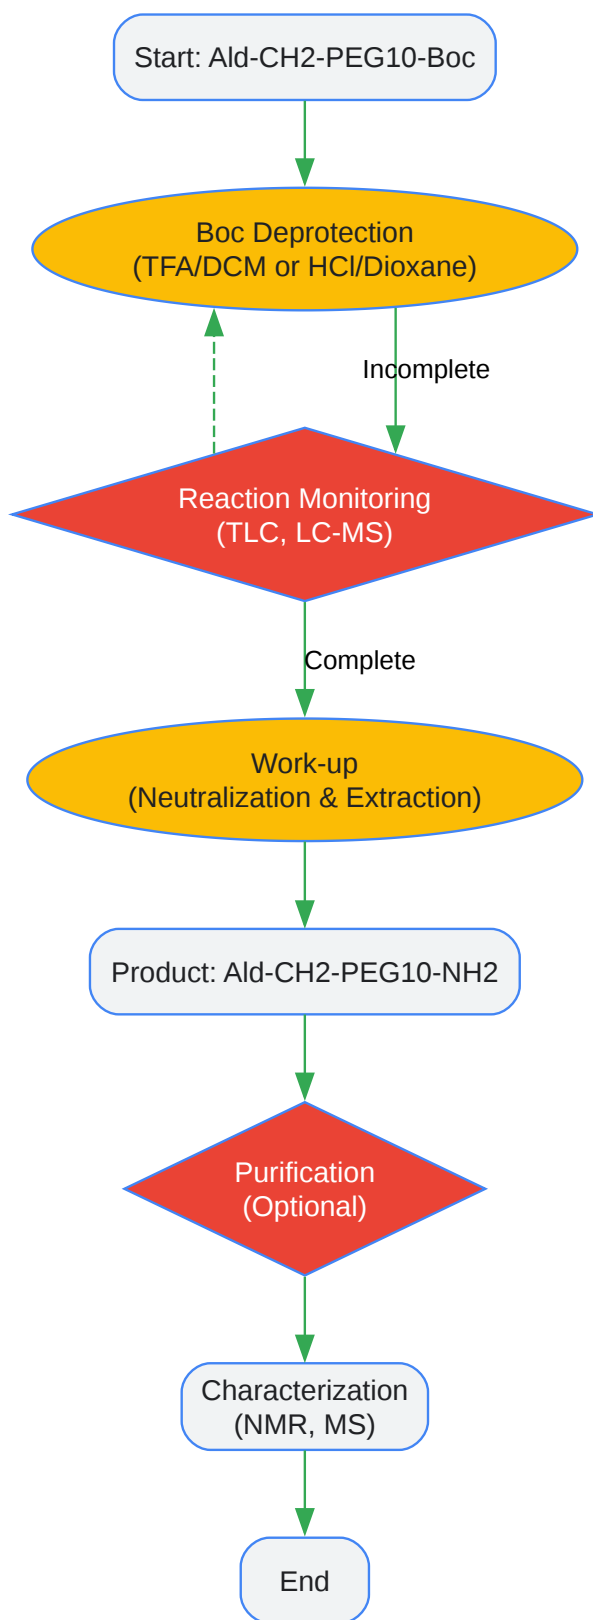 Start: Ald-CH2-PEG10-Boc
Boc Deprotection
(TFA/DCM or HCl/Dioxane)
Incomplete
Reaction Monitoring
(TLC, LC-MS)
Complete
Work-up
(Neutralization & Extraction)
Product: Ald-CH2-PEG10-NH2
Purification
(Optional)
Characterization
(NMR, MS)
End